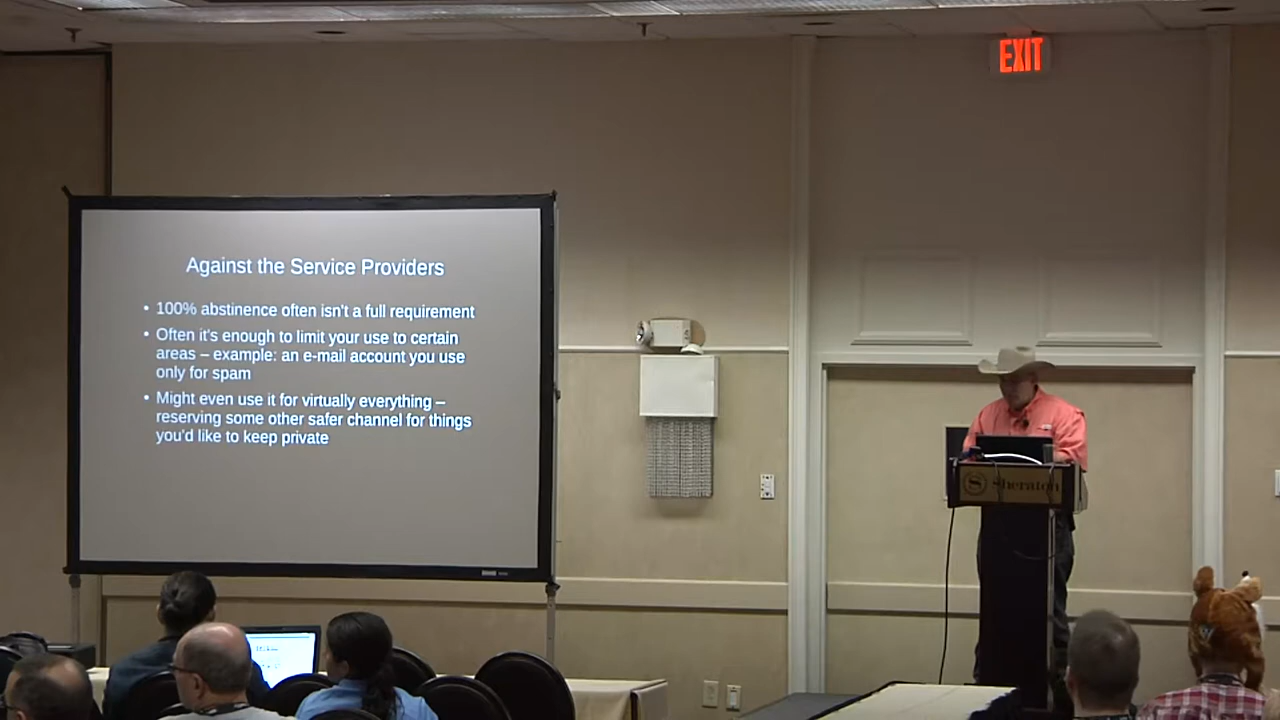 EXIT
Against the Service Providers
• 100% abstinence often isn't a full requirement
• Often it's enough to limit your use to certain
areas – example: an e-mail account you use
only for spam
• Might even use it for virtually everything –
reserving some other safer channel for things
you'd like to keep private
S Sheraton